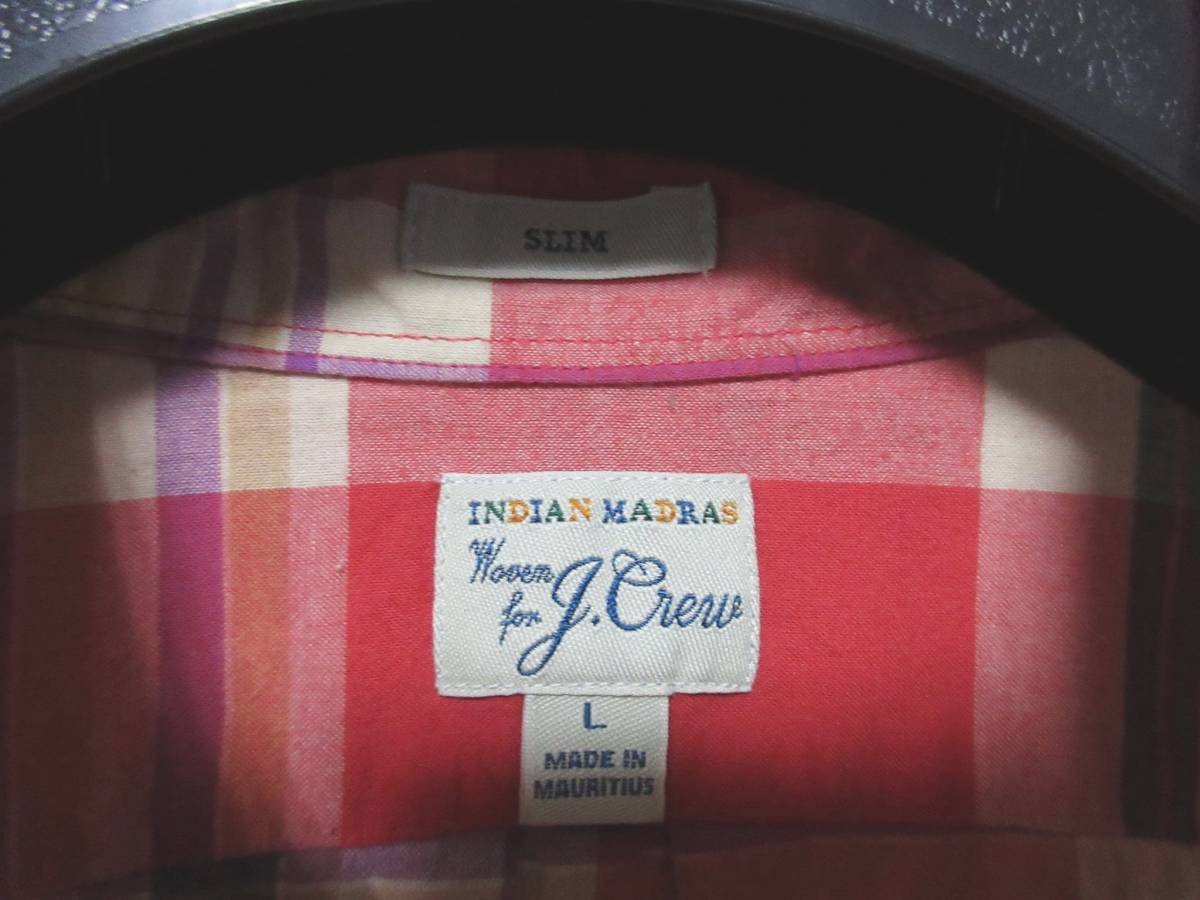 SLIM
INDIAN MADRAS
Woven
for J.Crew
L
MADE IN
MAURITIUS